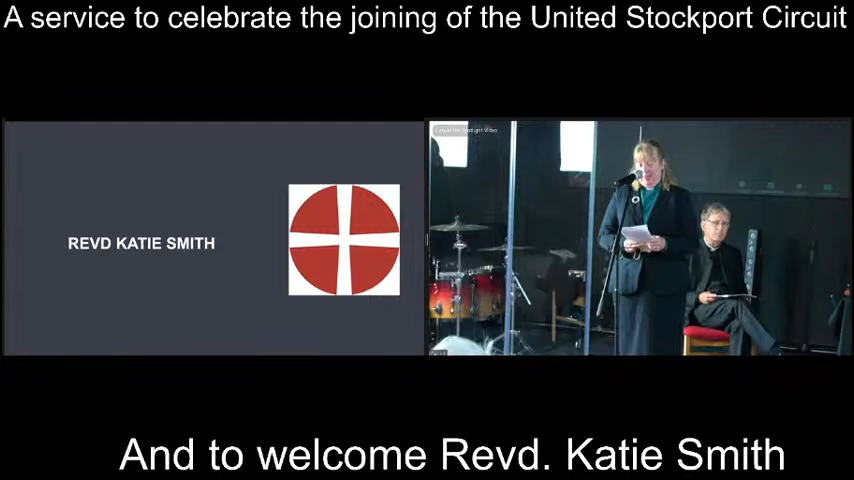 A service to celebrate the joining of the United Stockport Circuit
REVD KATIE SMITH
And to welcome Revd. Katie Smith